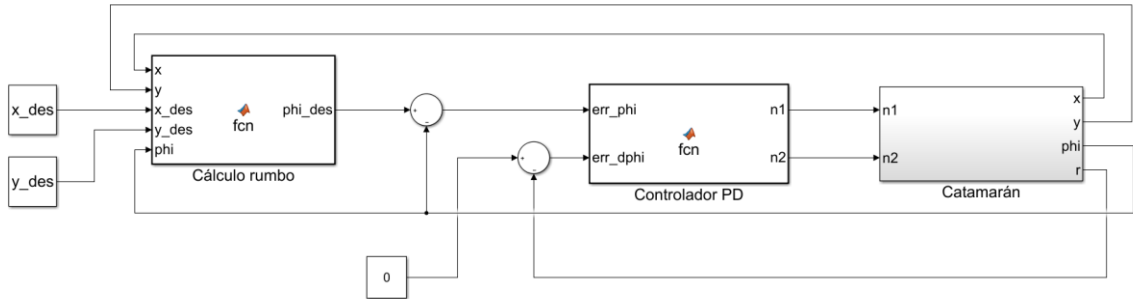 x_des
y_des
x
y
x_des
y_des
phi
fcn
phi_des
Cálculo rumbo
+
-
0
+
-
err_phi
err_dphi
fcn
n1
n2
Controlador PD
n1
n2
x
y
phi
r
Catamarán